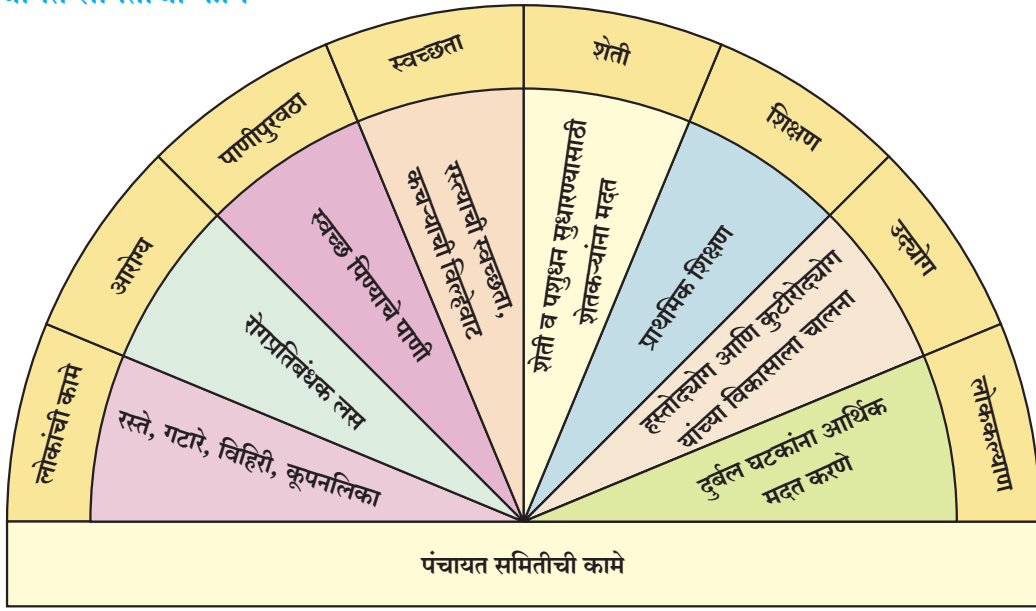 लोकांची कामे
रस्ते, गटारे, विहिरी, कूपनलिका
आरोग्य
रोगप्रतिबंधक लस
पाणीपुरवठा
स्वच्छ पिण्याचे पाणी
स्वच्छता
रस्त्याची स्वच्छता,
कचऱ्याची विल्हेवाट
शेती
शेती व पशुधन सुधारण्यासाठी
शेतकऱ्यांना मदत
शिक्षण
प्राथमिक शिक्षण
उद्योग
हस्तोद्योग आणि कुटीरोद्योग
यांच्या विकासाला चालना
लोककल्याण
दुर्बल घटकांना आर्थिक
मदत करणे
पंचायत समितीची कामे